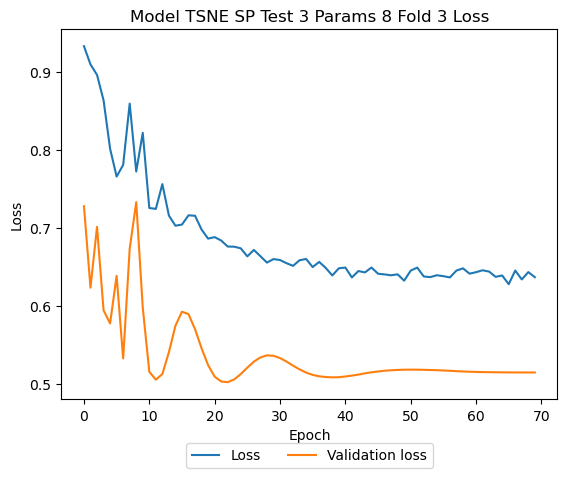 Model TSNE SP Test 3 Params 8 Fold 3 Loss
Loss
0.9
0.8
0.7
0.6
0.5
0 10 20 30 40 50 60 70
Epoch
Loss Validation loss